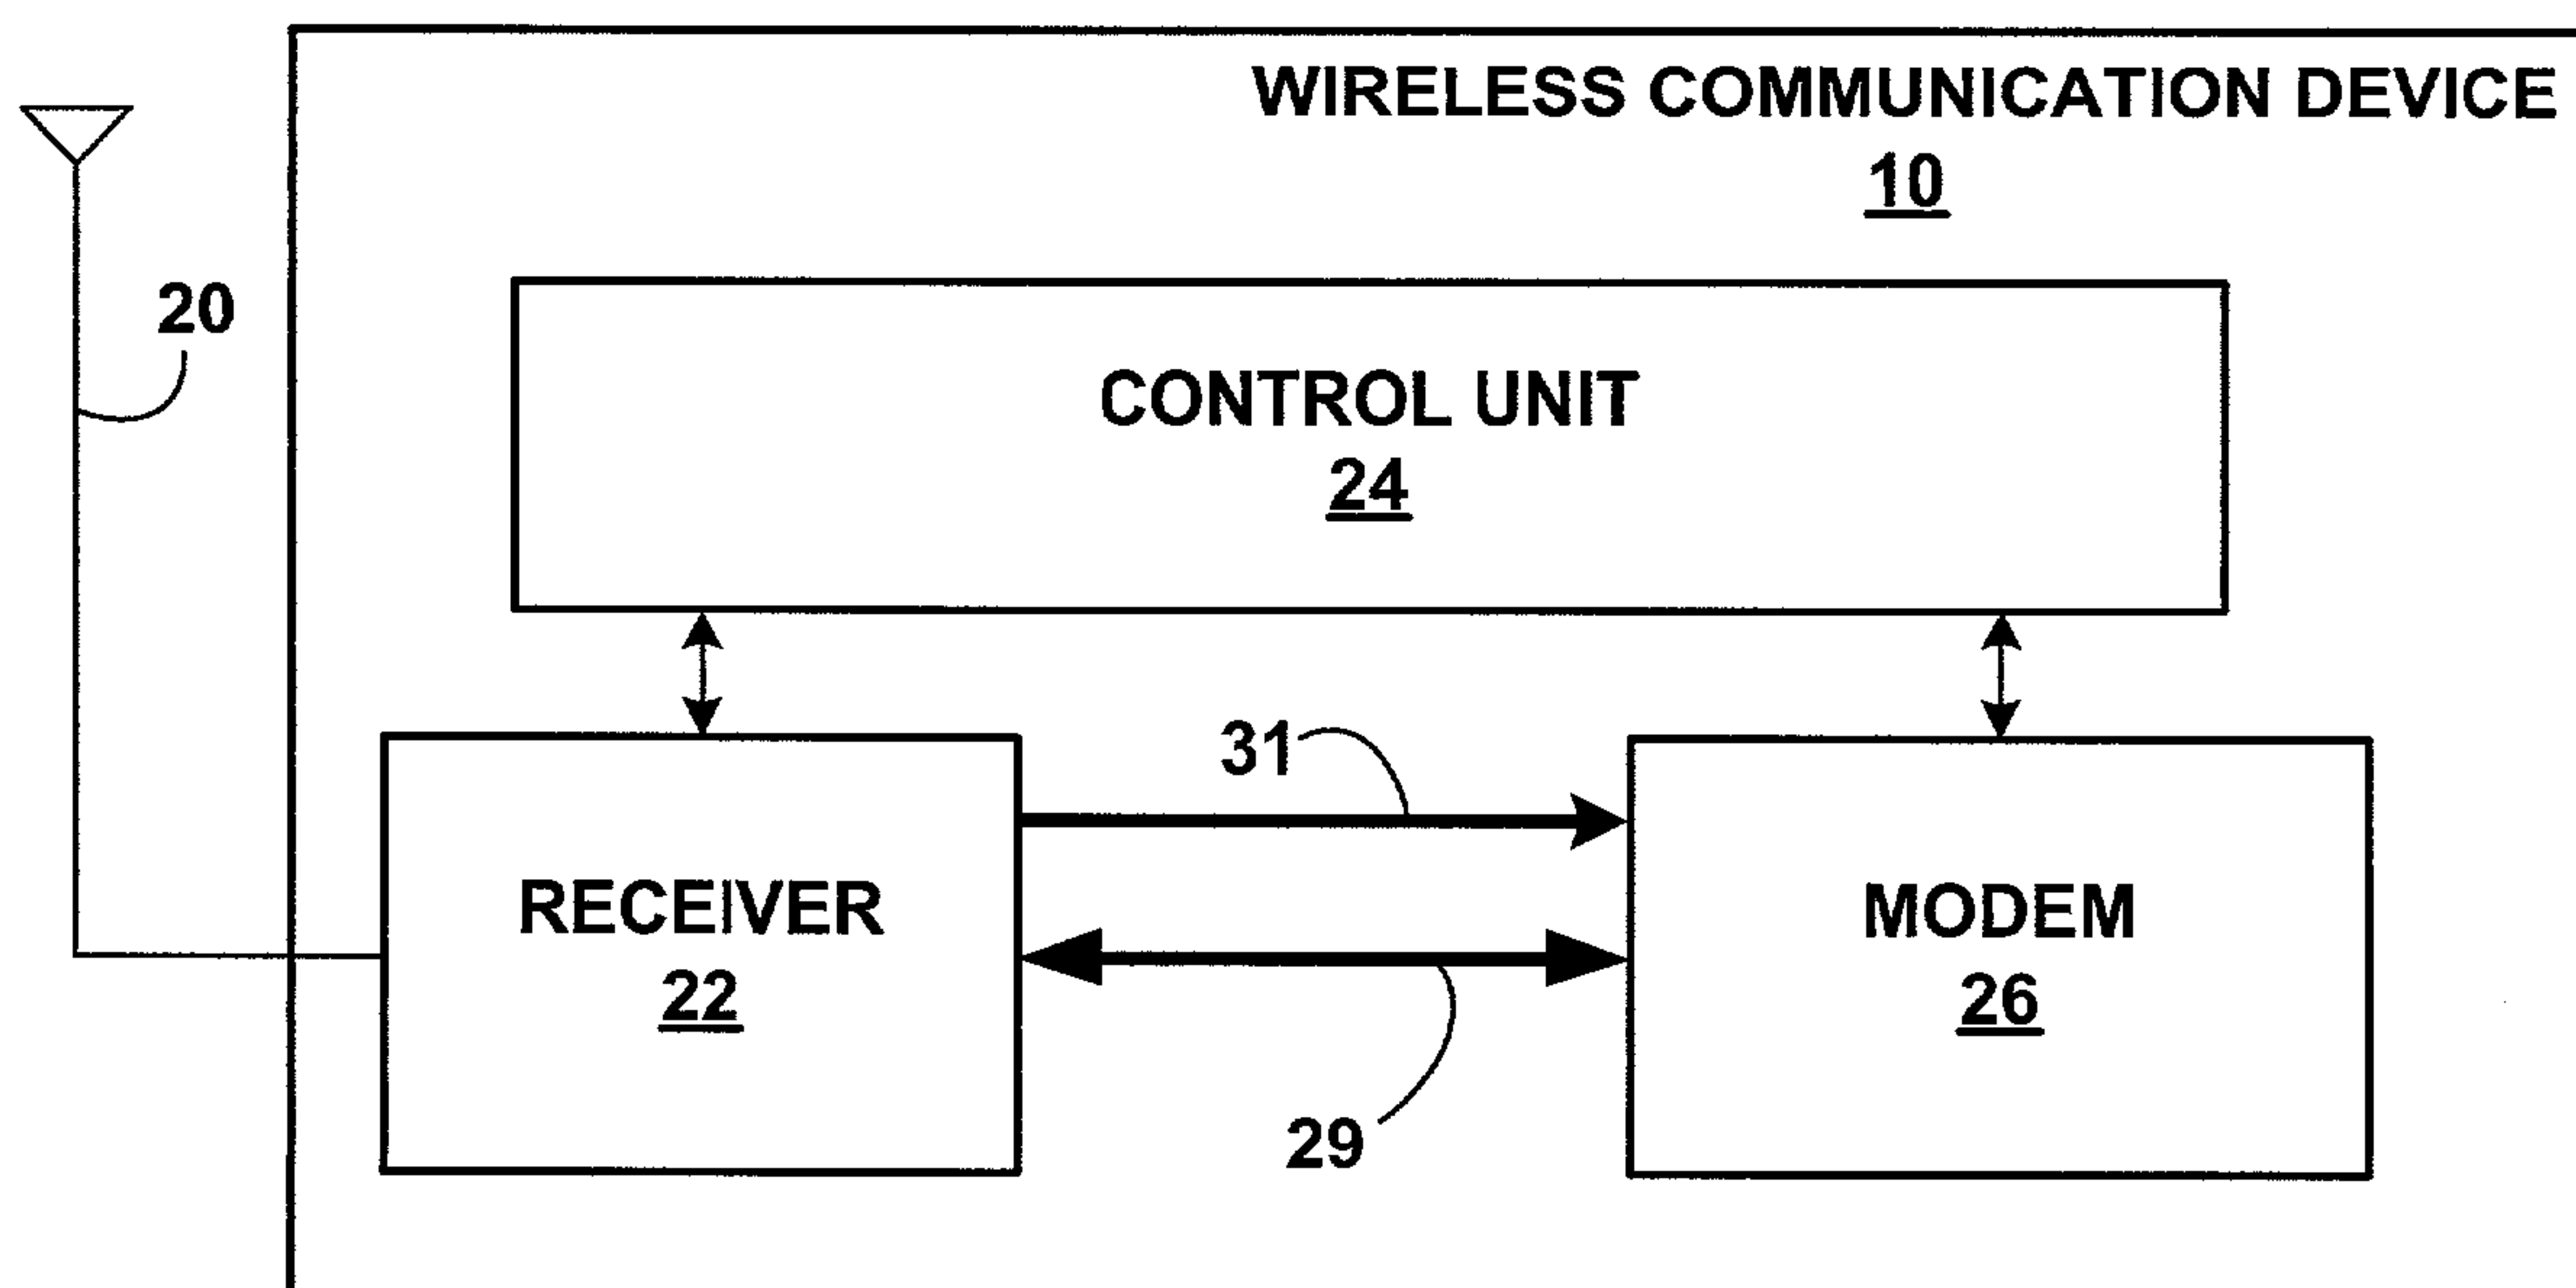 WIRELESS COMMUNICATION DEVICE
10
20
CONTROL UNIT
24
31
RECEIVER
22
MODEM
26
29